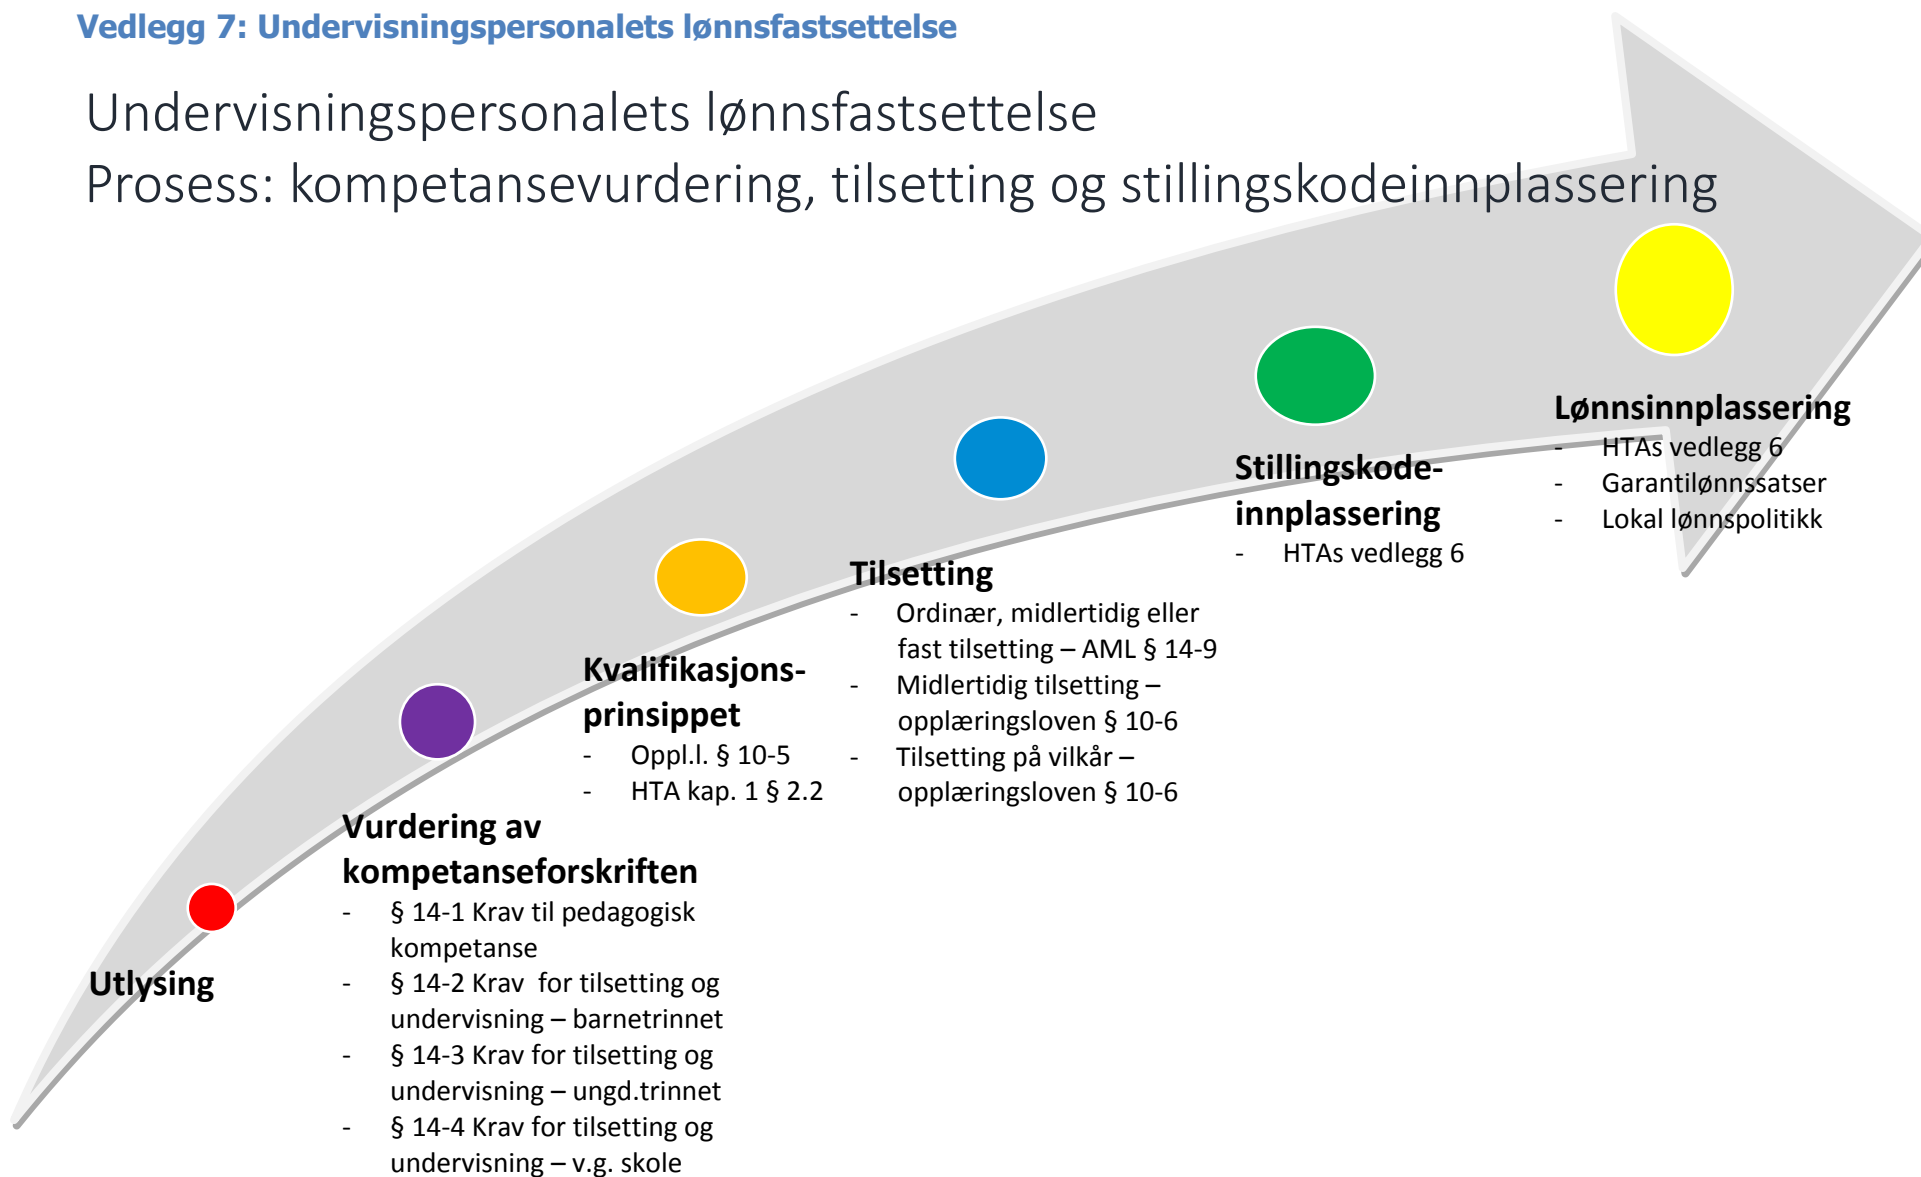 Vedlegg 7: Undervisningspersonalets lønnsfastsettelse
Undervisningspersonalets lønnsfastsettelse
Prosess: kompetansevurdering, tilsetting og stillingskodeinnplassering
Utlysing
Vurdering av
kompetanseforskriften
- § 14-1 Krav til pedagogisk
kompetanse
- § 14-2 Krav  for tilsetting og
undervisning – barnetrinnet
- § 14-3 Krav for tilsetting og
undervisning – ungd.trinnet
- § 14-4 Krav for tilsetting og
undervisning – v.g. skole
Kvalifikasjons-
prinsippet
- Oppl.l. § 10-5
- HTA kap. 1 § 2.2
Tilsetting
- Ordinær, midlertidig eller
fast tilsetting – AML § 14-9
- Midlertidig tilsetting –
opplæringsloven § 10-6
- Tilsetting på vilkår –
opplæringsloven § 10-6
Stillingskode-
innplassering
- HTAs vedlegg 6
Lønnsinnplassering
- HTAs vedlegg 6
- Garantilønnssatser
- Lokal lønnspolitikk